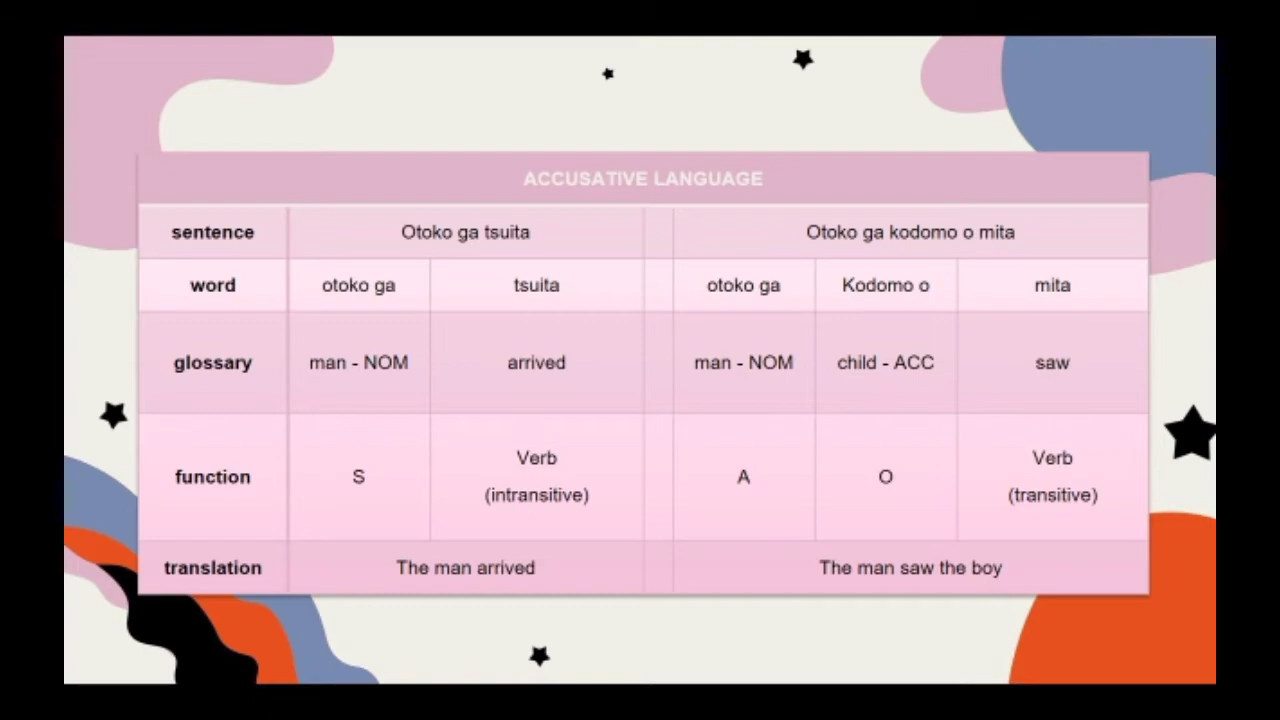 ACCUSATIVE LANGUAGE
sentence Otoko ga tsuita Otoko ga kodomo o mita
word otoko ga tsuita otoko ga Kodomo o mita
glossary man - NOM arrived man - NOM child - ACC saw
function S Verb (intransitive) A O Verb (transitive)
translation The man arrived The man saw the boy